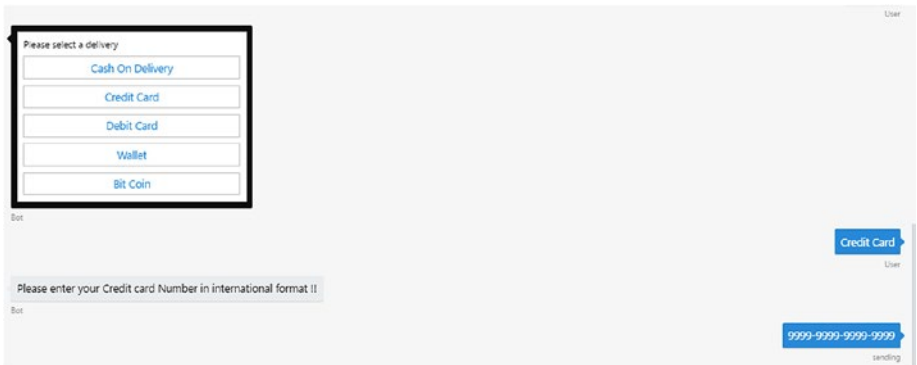 User
Please select a delivery
Cash On Delivery
Credit Card
Debit Card
Wallet
Bit Coin
Bot
Credit Card
User
Please enter your Credit card Number in international format !!
Bot
9999-9999-9999-9999
sending